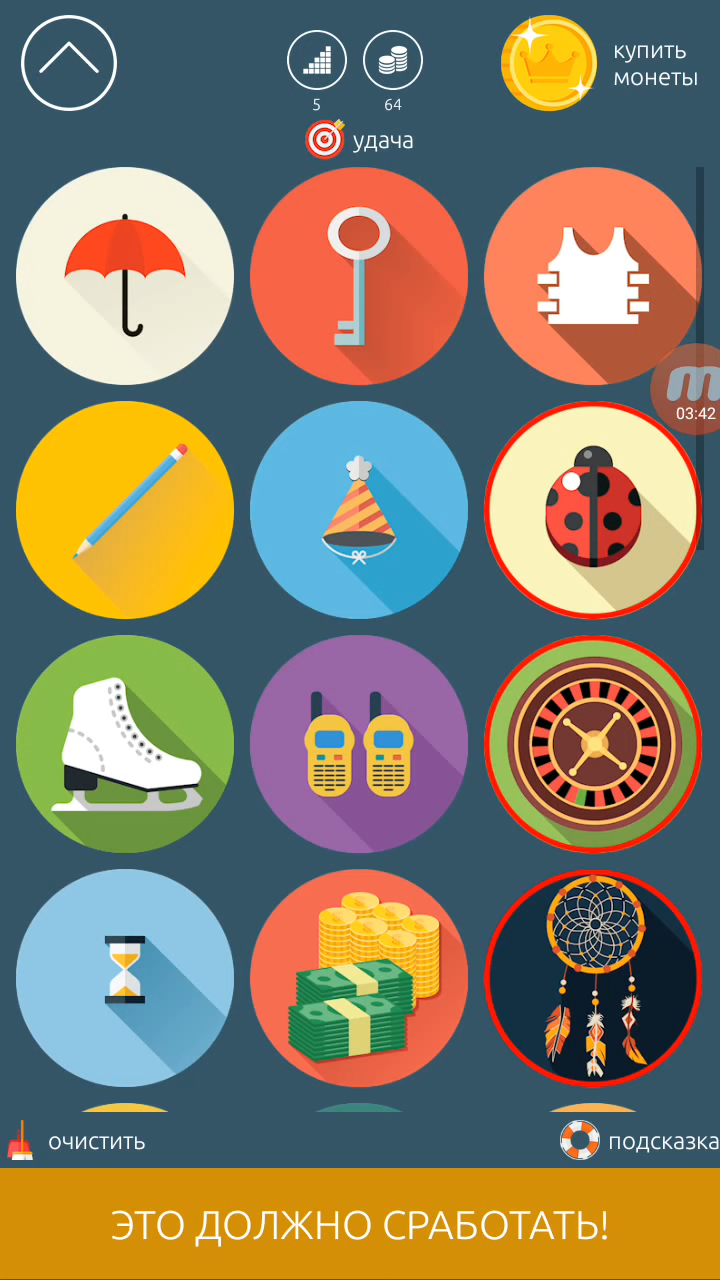 купить
монеты
5
64
удача
03:42
очистить
подсказка
ЭТО ДОЛЖНО СРАБОТАТЬ!